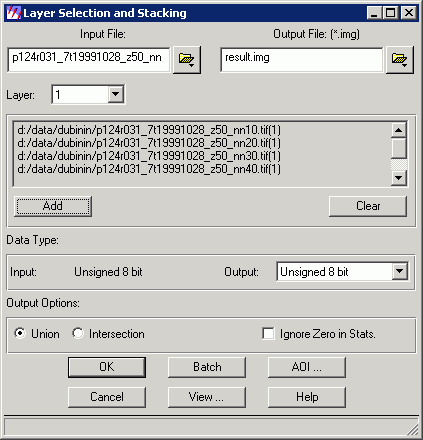 Layer Selection and Stacking
Input File: Output File: (*.img)
p124r031_7t19991028_z50_nn result.img
Layer: 1
d:/data/dubinin/p124r031_7t19991028_z50_nn10.tif(1)
d:/data/dubinin/p124r031_7t19991028_z50_nn20.tif(1)
d:/data/dubinin/p124r031_7t19991028_z50_nn30.tif(1)
d:/data/dubinin/p124r031_7t19991028_z50_nn40.tif(1)
Add Clear
Data Type:
Input: Unsigned 8 bit Output: Unsigned 8 bit
Output Options:
Union Intersection Ignore Zero in Stats.
OK Batch AOI ...
Cancel View ... Help